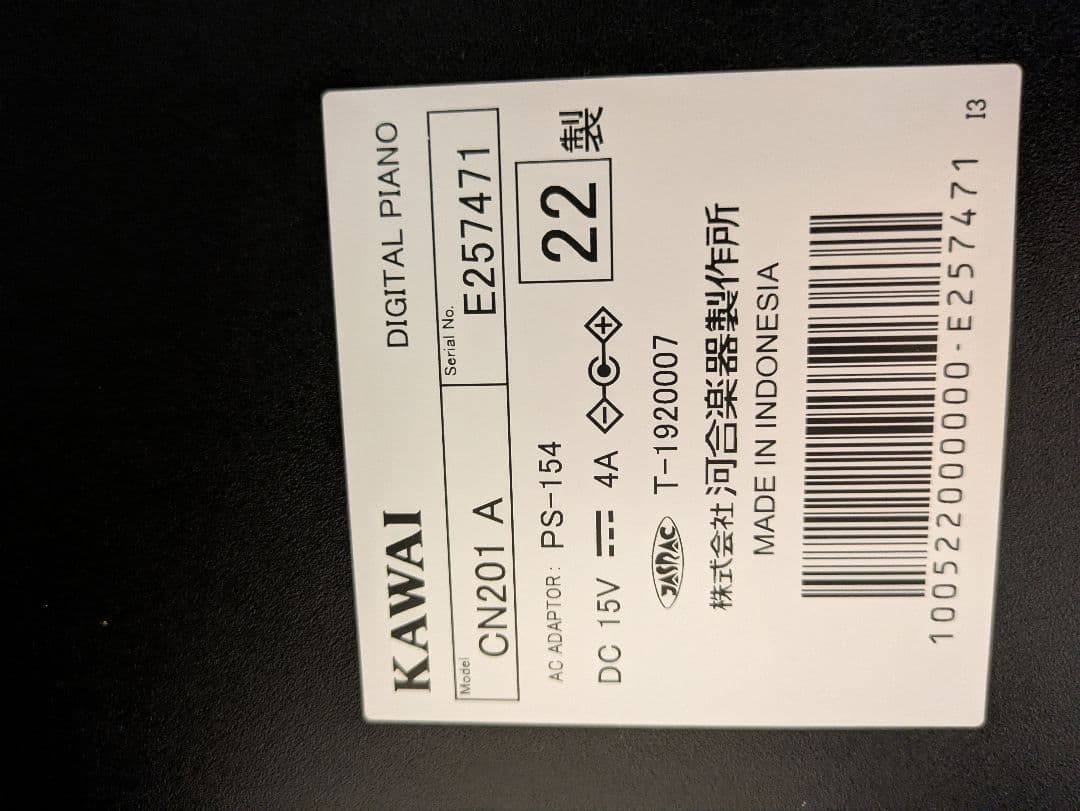 KAWAI DIGITAL PIANO
Model Serial No.
CN201 A E257471
AC ADAPTOR: PS-154
22 製
DC 15V 4A
JASRAC T-1920007
株式会社 河合楽器製作所
MADE IN INDONESIA
1005220000000-E257471 I3